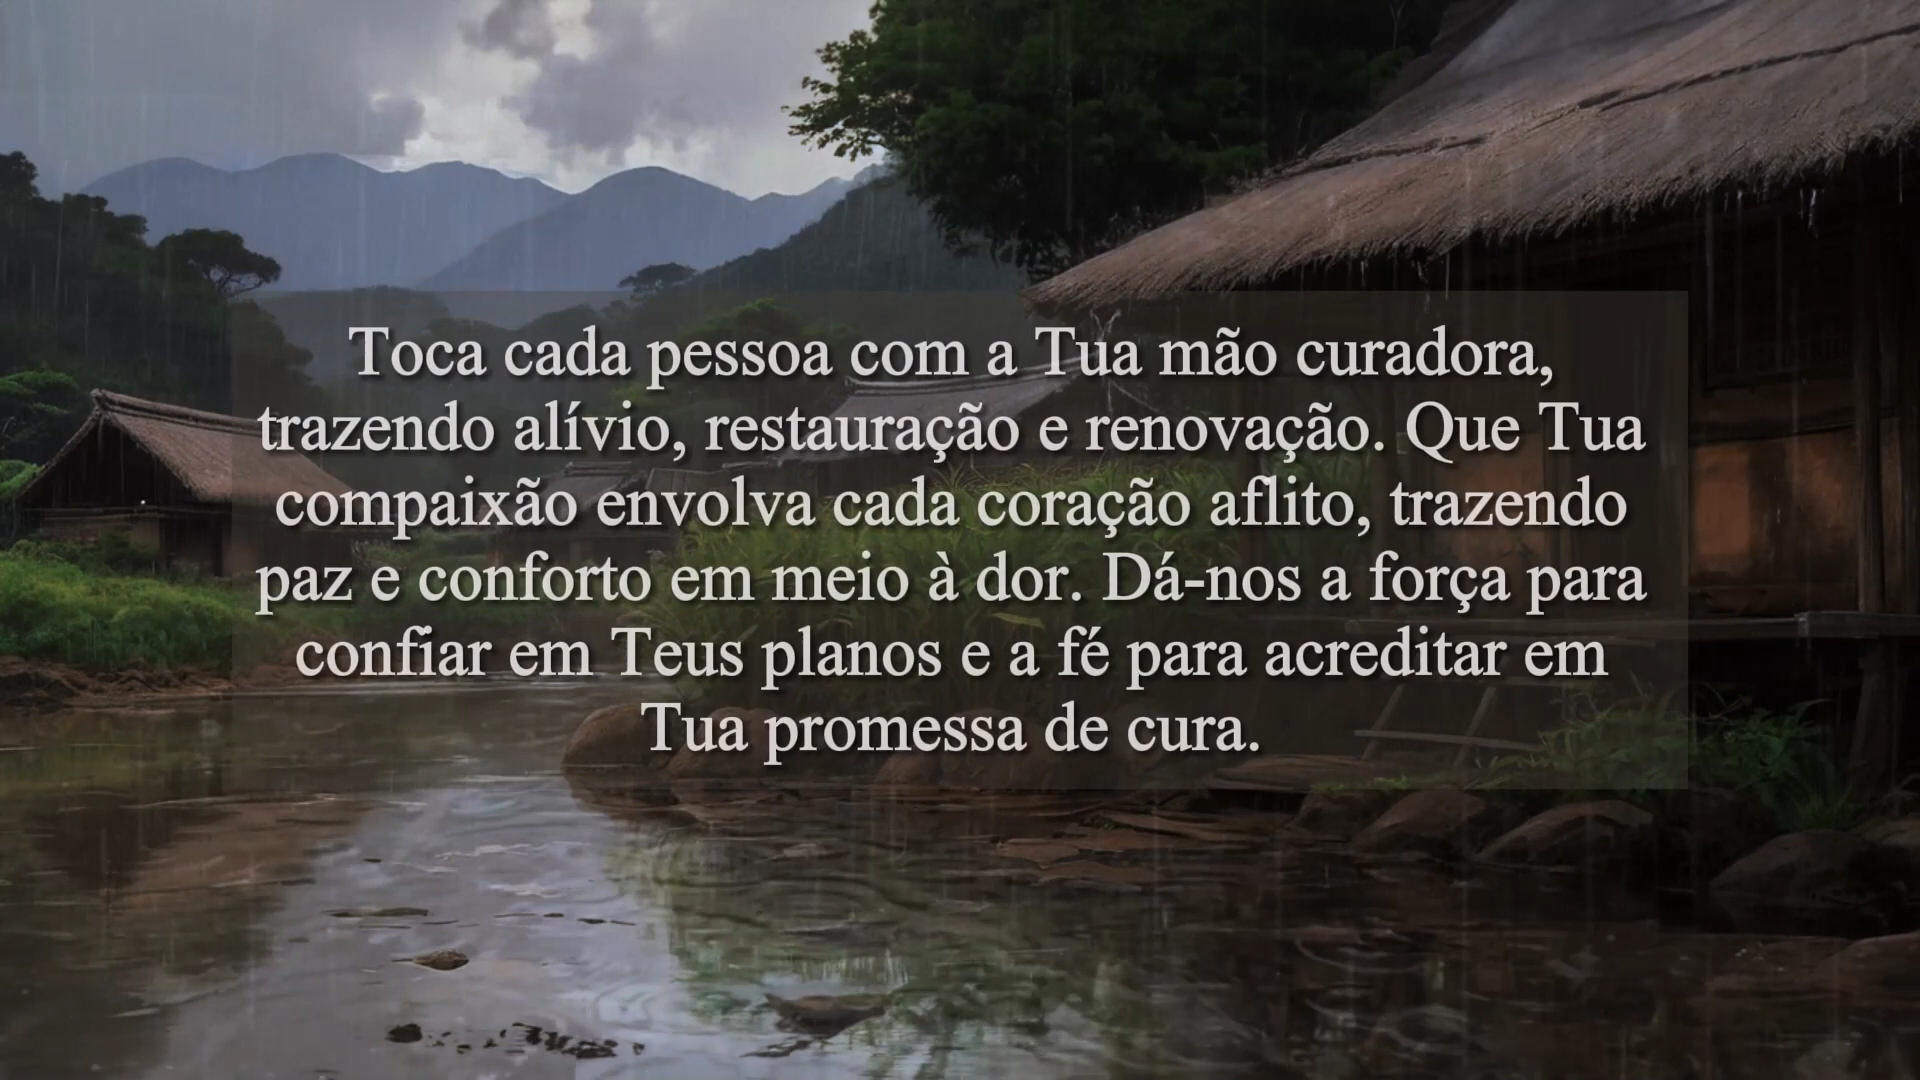 Toca cada pessoa com a Tua mão curadora,
trazendo alívio, restauração e renovação. Que Tua
compaixão envolva cada coração aflito, trazendo
paz e conforto em meio à dor. Dá-nos a força para
confiar em Teus planos e a fé para acreditar em
Tua promessa de cura.